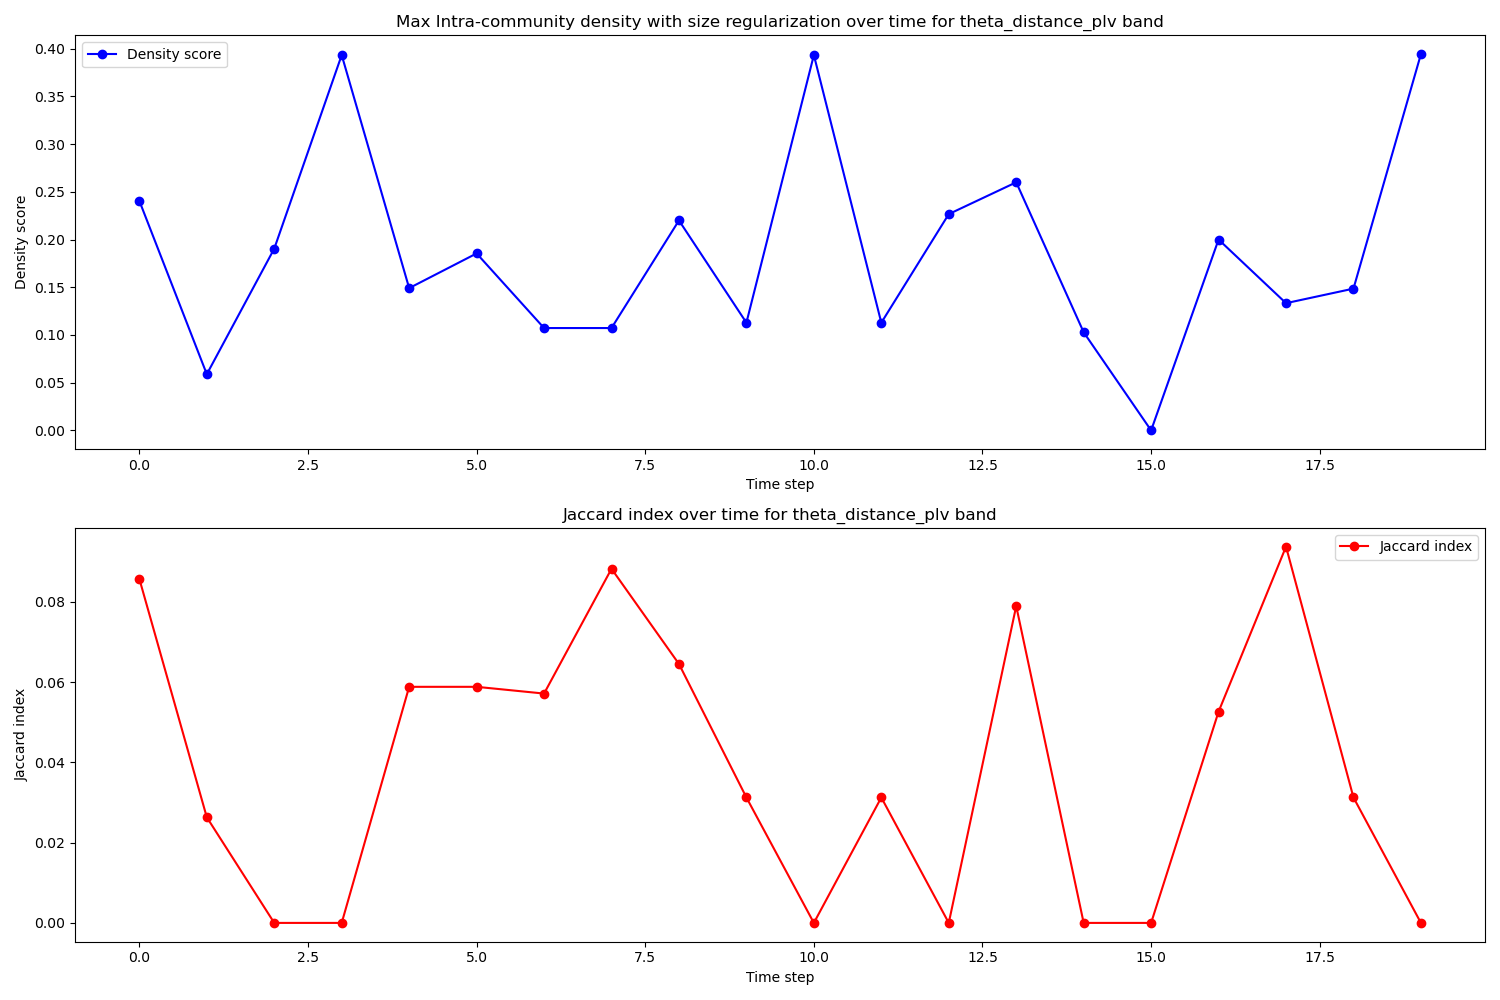 Max Intra-community density with size regularization over time for theta_distance_plv band
Density score
Density score
0.40
0.35
0.30
0.25
0.20
0.15
0.10
0.05
0.00
0.0 2.5 5.0 7.5 10.0 12.5 15.0 17.5
Time step
Jaccard index over time for theta_distance_plv band
Jaccard index
Jaccard index
0.08
0.06
0.04
0.02
0.00
0.0 2.5 5.0 7.5 10.0 12.5 15.0 17.5
Time step